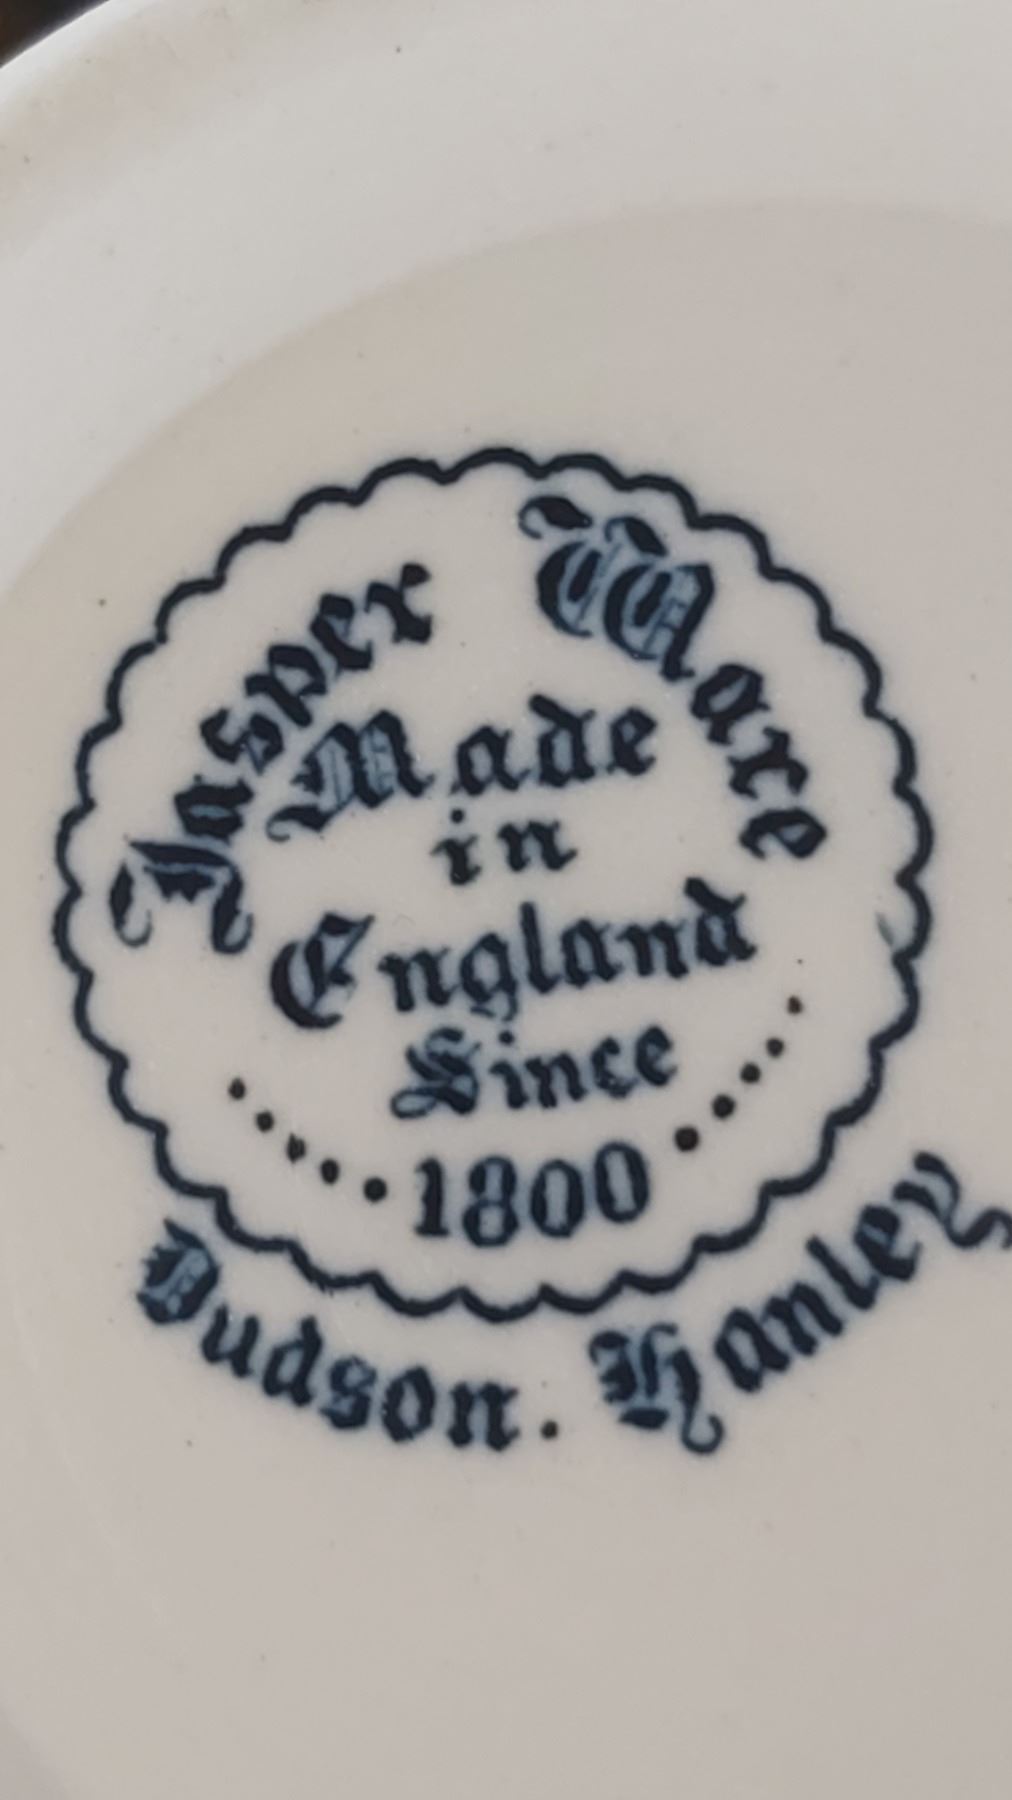 Jasper Ware
Made
in
England
Since
1800
Dudson. Hanley